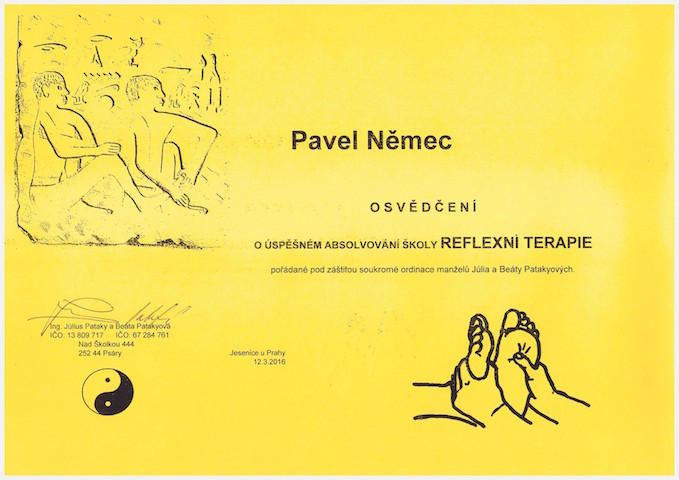 Pavel Němec
OSVĚDČENÍ
O ÚSPĚŠNÉM ABSOLVOVÁNÍ ŠKOLY REFLEXNÍ TERAPIE
pořádané pod záštitou soukromé ordinace manželů Júlia a Beáty Patakyových.
Ing. Július Pataky a Beáta Patakyová
IČO: 13 809 717 IČO: 67 284 761
Nad Školkou 444
252 44 Psáry
Jesenice u Prahy
12.3.2016